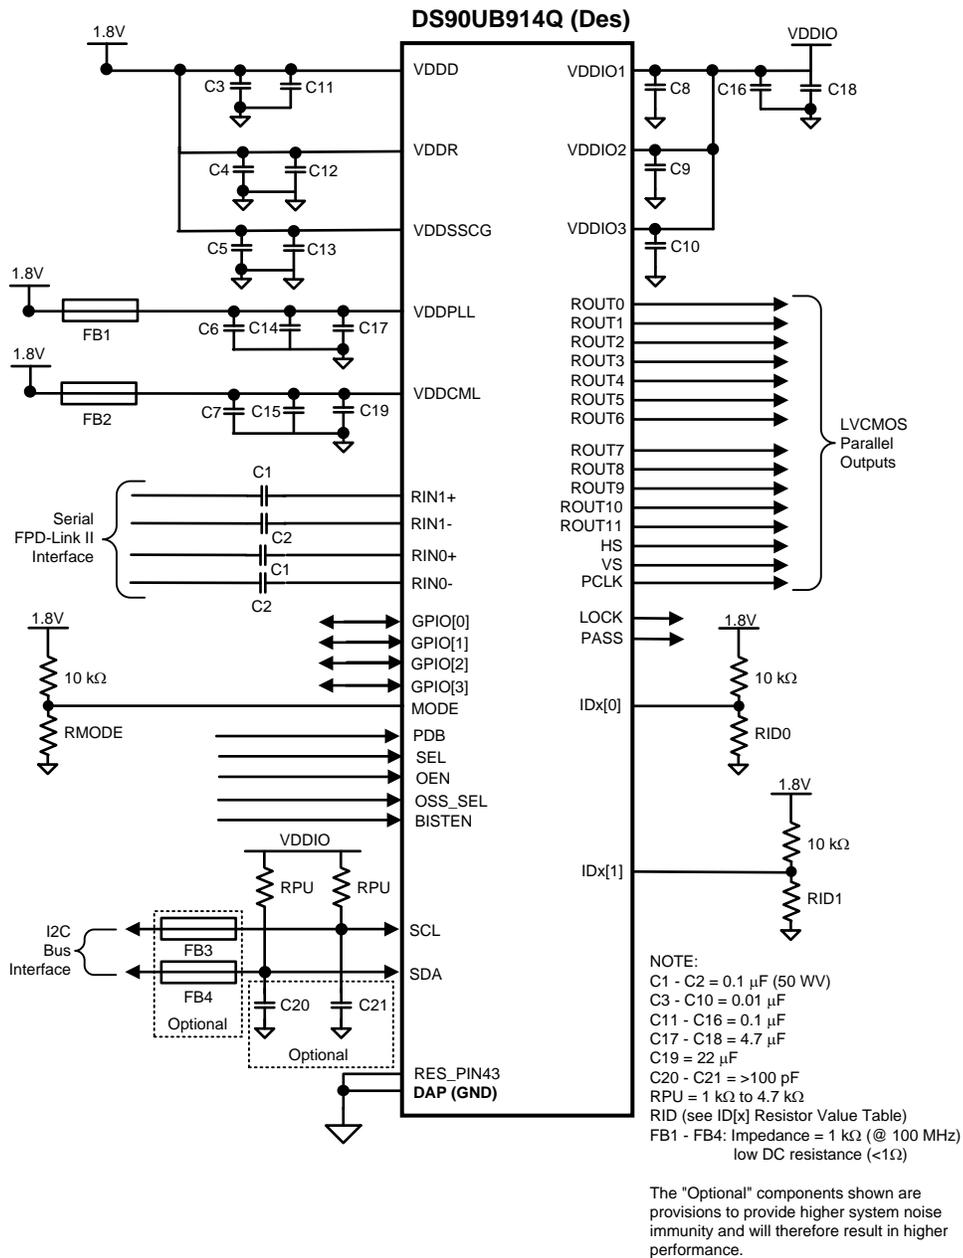 DS90UB914Q (Des)
1.8V
VDDIO
VDDD
VDDIO1
C3
C11
C8
C16
C18
VDDR
VDDIO2
C4
C12
C9
VDDSSCG
VDDIO3
C5
C13
C10
1.8V
VDDPLL
FB1
C6
C14
C17
1.8V
VDDCML
FB2
C7
C15
C19
ROUT0
ROUT1
ROUT2
ROUT3
ROUT4
ROUT5
ROUT6
ROUT7
ROUT8
ROUT9
ROUT10
ROUT11
HS
VS
PCLK
LVCMOS
Parallel
Outputs
C1
RIN1+
RIN1-
C2
Serial
FPD-Link II
Interface
RIN0+
C1
RIN0-
C2
GPIO[0]
GPIO[1]
GPIO[2]
GPIO[3]
LOCK
PASS
1.8V
10 kΩ
RMODE
MODE
1.8V
10 kΩ
IDx[0]
RID0
PDB
SEL
OEN
OSS_SEL
BISTEN
1.8V
10 kΩ
IDx[1]
RID1
VDDIO
RPU
RPU
I2C
Bus
Interface
SCL
FB3
SDA
FB4
Optional
C20
C21
Optional
RES_PIN43
DAP (GND)
NOTE:
C1 - C2 = 0.1 μF (50 WV)
C3 - C10 = 0.01 μF
C11 - C16 = 0.1 μF
C17 - C18 = 4.7 μF
C19 = 22 μF
C20 - C21 = >100 pF
RPU = 1 kΩ to 4.7 kΩ
RID (see ID[x] Resistor Value Table)
FB1 - FB4: Impedance = 1 kΩ (@ 100 MHz)
low DC resistance (<1Ω)
The "Optional" components shown are
provisions to provide higher system noise
immunity and will therefore result in higher
performance.